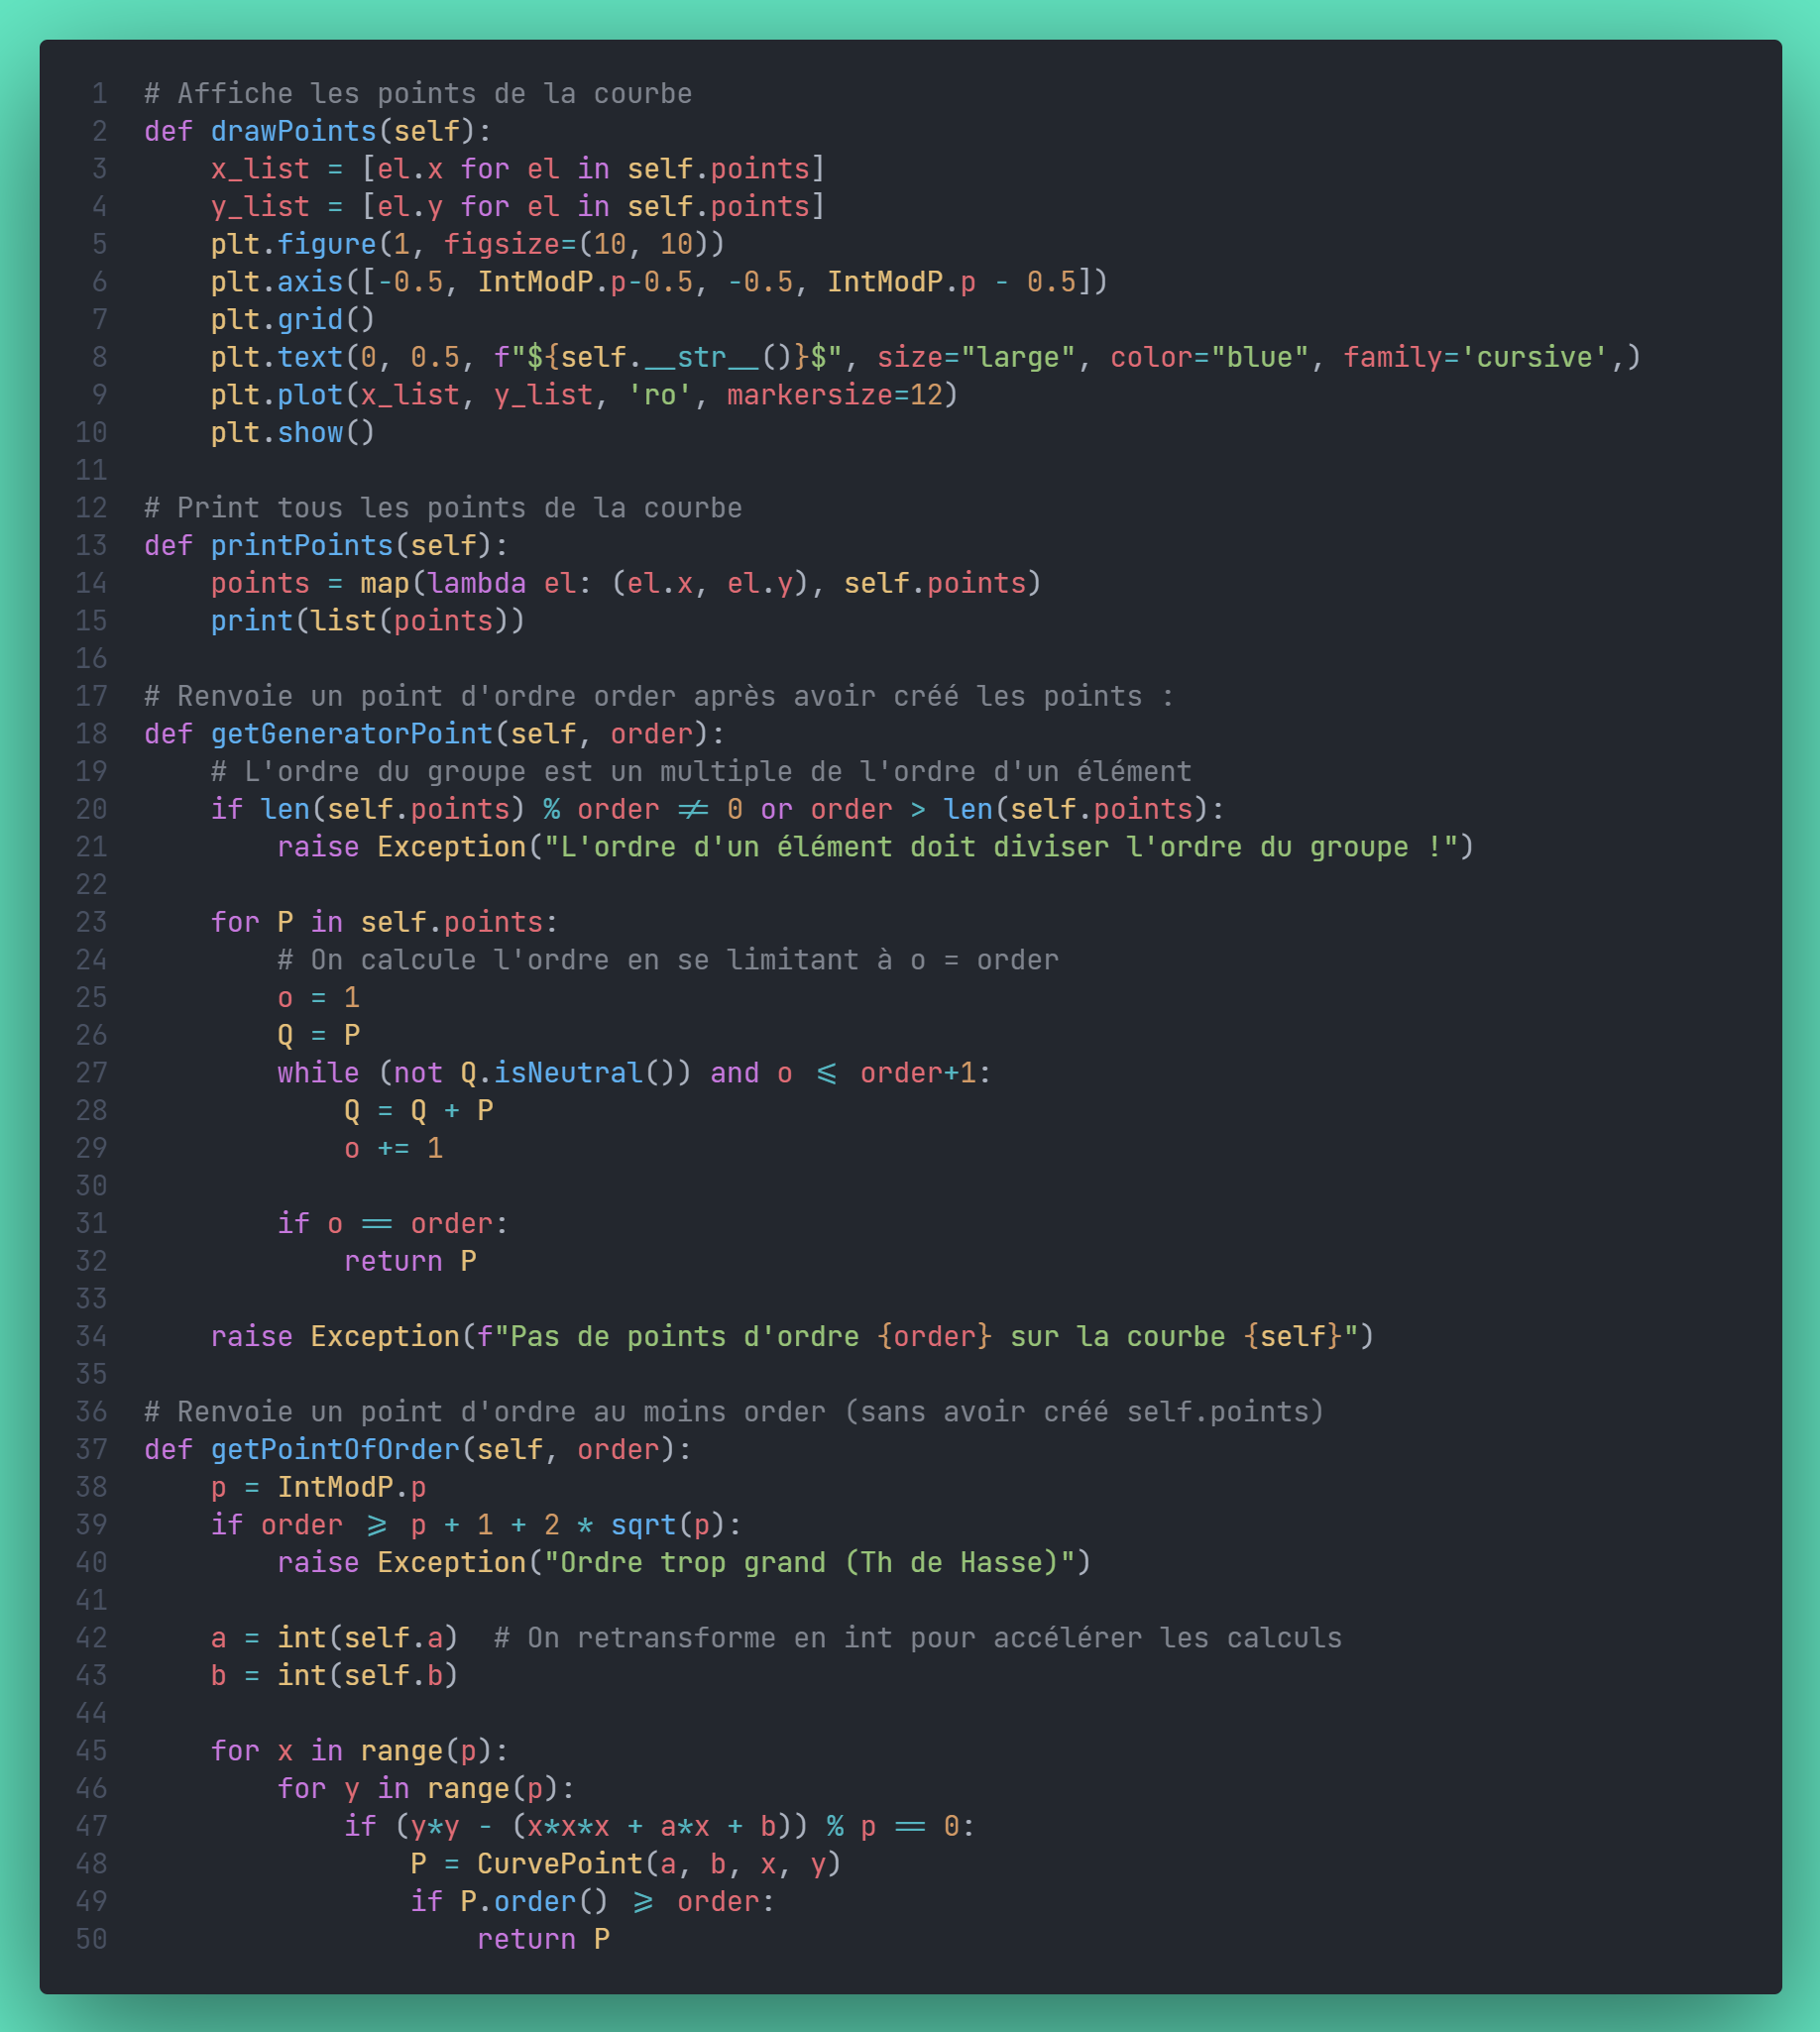 1 # Affiche les points de la courbe
2 def drawPoints(self):
3     x_list = [el.x for el in self.points]
4     y_list = [el.y for el in self.points]
5     plt.figure(1, figsize=(10, 10))
6     plt.axis([-0.5, IntModP.p-0.5, -0.5, IntModP.p - 0.5])
7     plt.grid()
8     plt.text(0, 0.5, f"${self.__str__()}$", size="large", color="blue", family='cursive',)
9     plt.plot(x_list, y_list, 'ro', markersize=12)
10     plt.show()
11
12 # Print tous les points de la courbe
13 def printPoints(self):
14     points = map(lambda el: (el.x, el.y), self.points)
15     print(list(points))
16
17 # Renvoie un point d'ordre order après avoir créé les points :
18 def getGeneratorPoint(self, order):
19     # L'ordre du groupe est un multiple de l'ordre d'un élément
20     if len(self.points) % order != 0 or order > len(self.points):
21         raise Exception("L'ordre d'un élément doit diviser l'ordre du groupe !")
22
23     for P in self.points:
24         # On calcule l'ordre en se limitant à o = order
25         o = 1
26         Q = P
27         while (not Q.isNeutral()) and o <= order+1:
28             Q = Q + P
29             o += 1
30
31         if o == order:
32             return P
33
34     raise Exception(f"Pas de points d'ordre {order} sur la courbe {self}")
35
36 # Renvoie un point d'ordre au moins order (sans avoir créé self.points)
37 def getPointOfOrder(self, order):
38     p = IntModP.p
39     if order >= p + 1 + 2 * sqrt(p):
40         raise Exception("Ordre trop grand (Th de Hasse)")
41
42     a = int(self.a)  # On retransforme en int pour accélérer les calculs
43     b = int(self.b)
44
45     for x in range(p):
46         for y in range(p):
47             if (y*y - (x*x*x + a*x + b)) % p == 0:
48                 P = CurvePoint(a, b, x, y)
49                 if P.order() >= order:
50                     return P